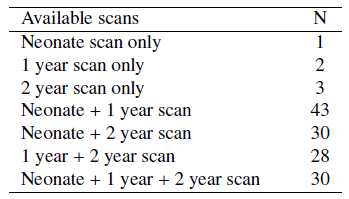 Available scans N
Neonate scan only 1
1 year scan only 2
2 year scan only 3
Neonate + 1 year scan 43
Neonate + 2 year scan 30
1 year + 2 year scan 28
Neonate + 1 year + 2 year scan 30